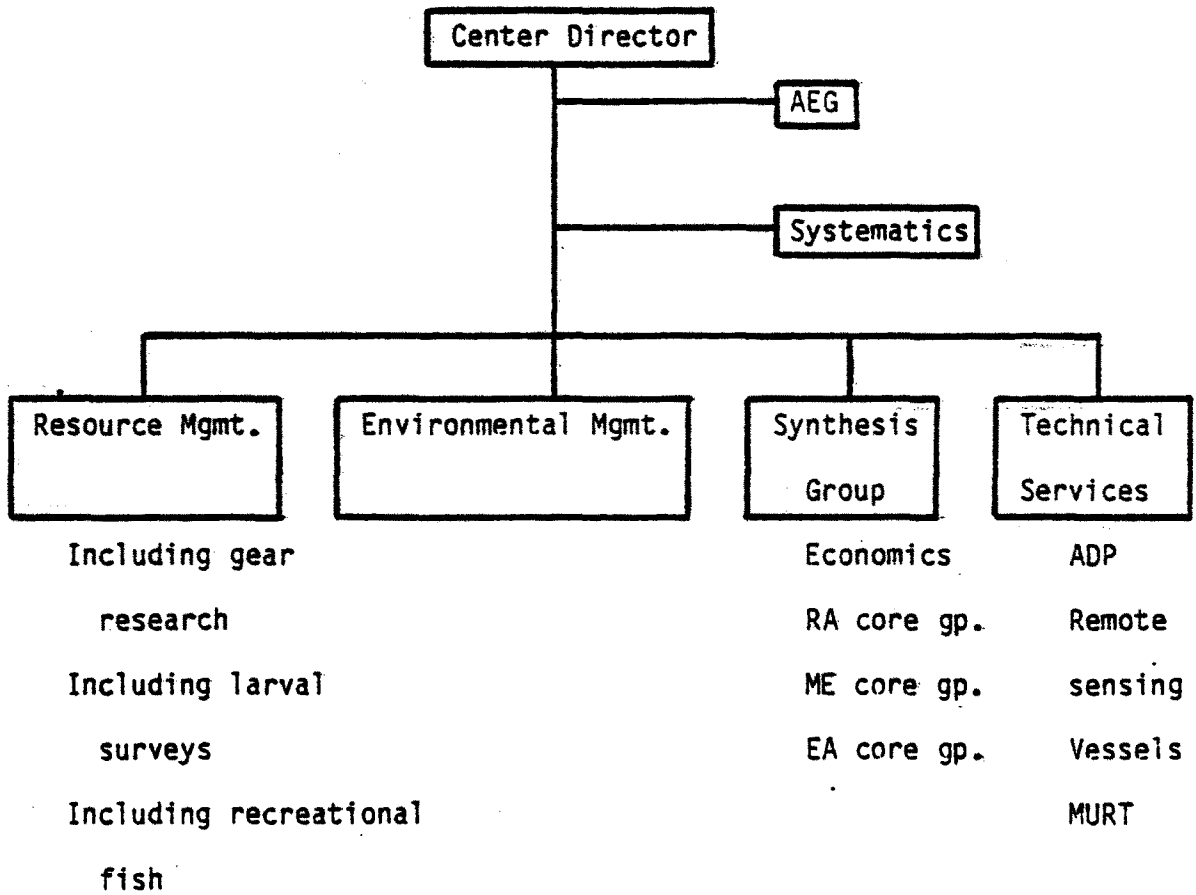 Center Director
AEG
Systematics
Resource Mgmt.
Environmental Mgmt.
Synthesis
Group
Technical
Services
Including gear
research
Including larval
surveys
Including recreational
fish
Economics
RA core gp.
ME core gp.
EA core gp.
ADP
Remote
sensing
Vessels
MURT